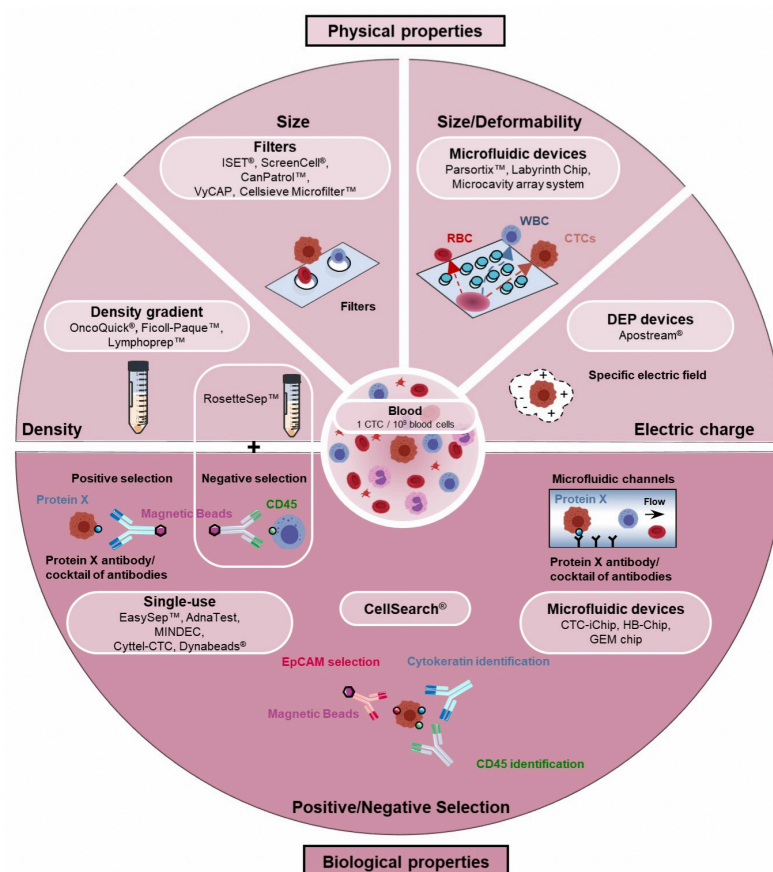 Physical properties
Size
Filters
ISET®, ScreenCell®,
CanPatrol™,
VyCAP, Cellsieve Microfilter™
Filters
Size/Deformability
Microfluidic devices
Parsortix™, Labyrinth Chip,
Microcavity array system
RBC
WBC
CTCs
Density gradient
OncoQuick®, Ficoll-Paque™,
Lymphoprep™
RosetteSep™
Density
DEP devices
Apostream®
Specific electric field
+
-
+
-
-
+
Electric charge
Blood
1 CTC / 10⁹ blood cells
+
Positive selection
Negative selection
Protein X
Magnetic Beads
CD45
Protein X antibody/
cocktail of antibodies
Microfluidic channels
Protein X
Flow
Protein X antibody/
cocktail of antibodies
Single-use
EasySep™, AdnaTest,
MINDEC,
Cyttel-CTC, Dynabeads®
CellSearch®
Microfluidic devices
CTC-iChip, HB-Chip,
GEM chip
EpCAM selection
Cytokeratin identification
Magnetic Beads
CD45 identification
Positive/Negative Selection
Biological properties